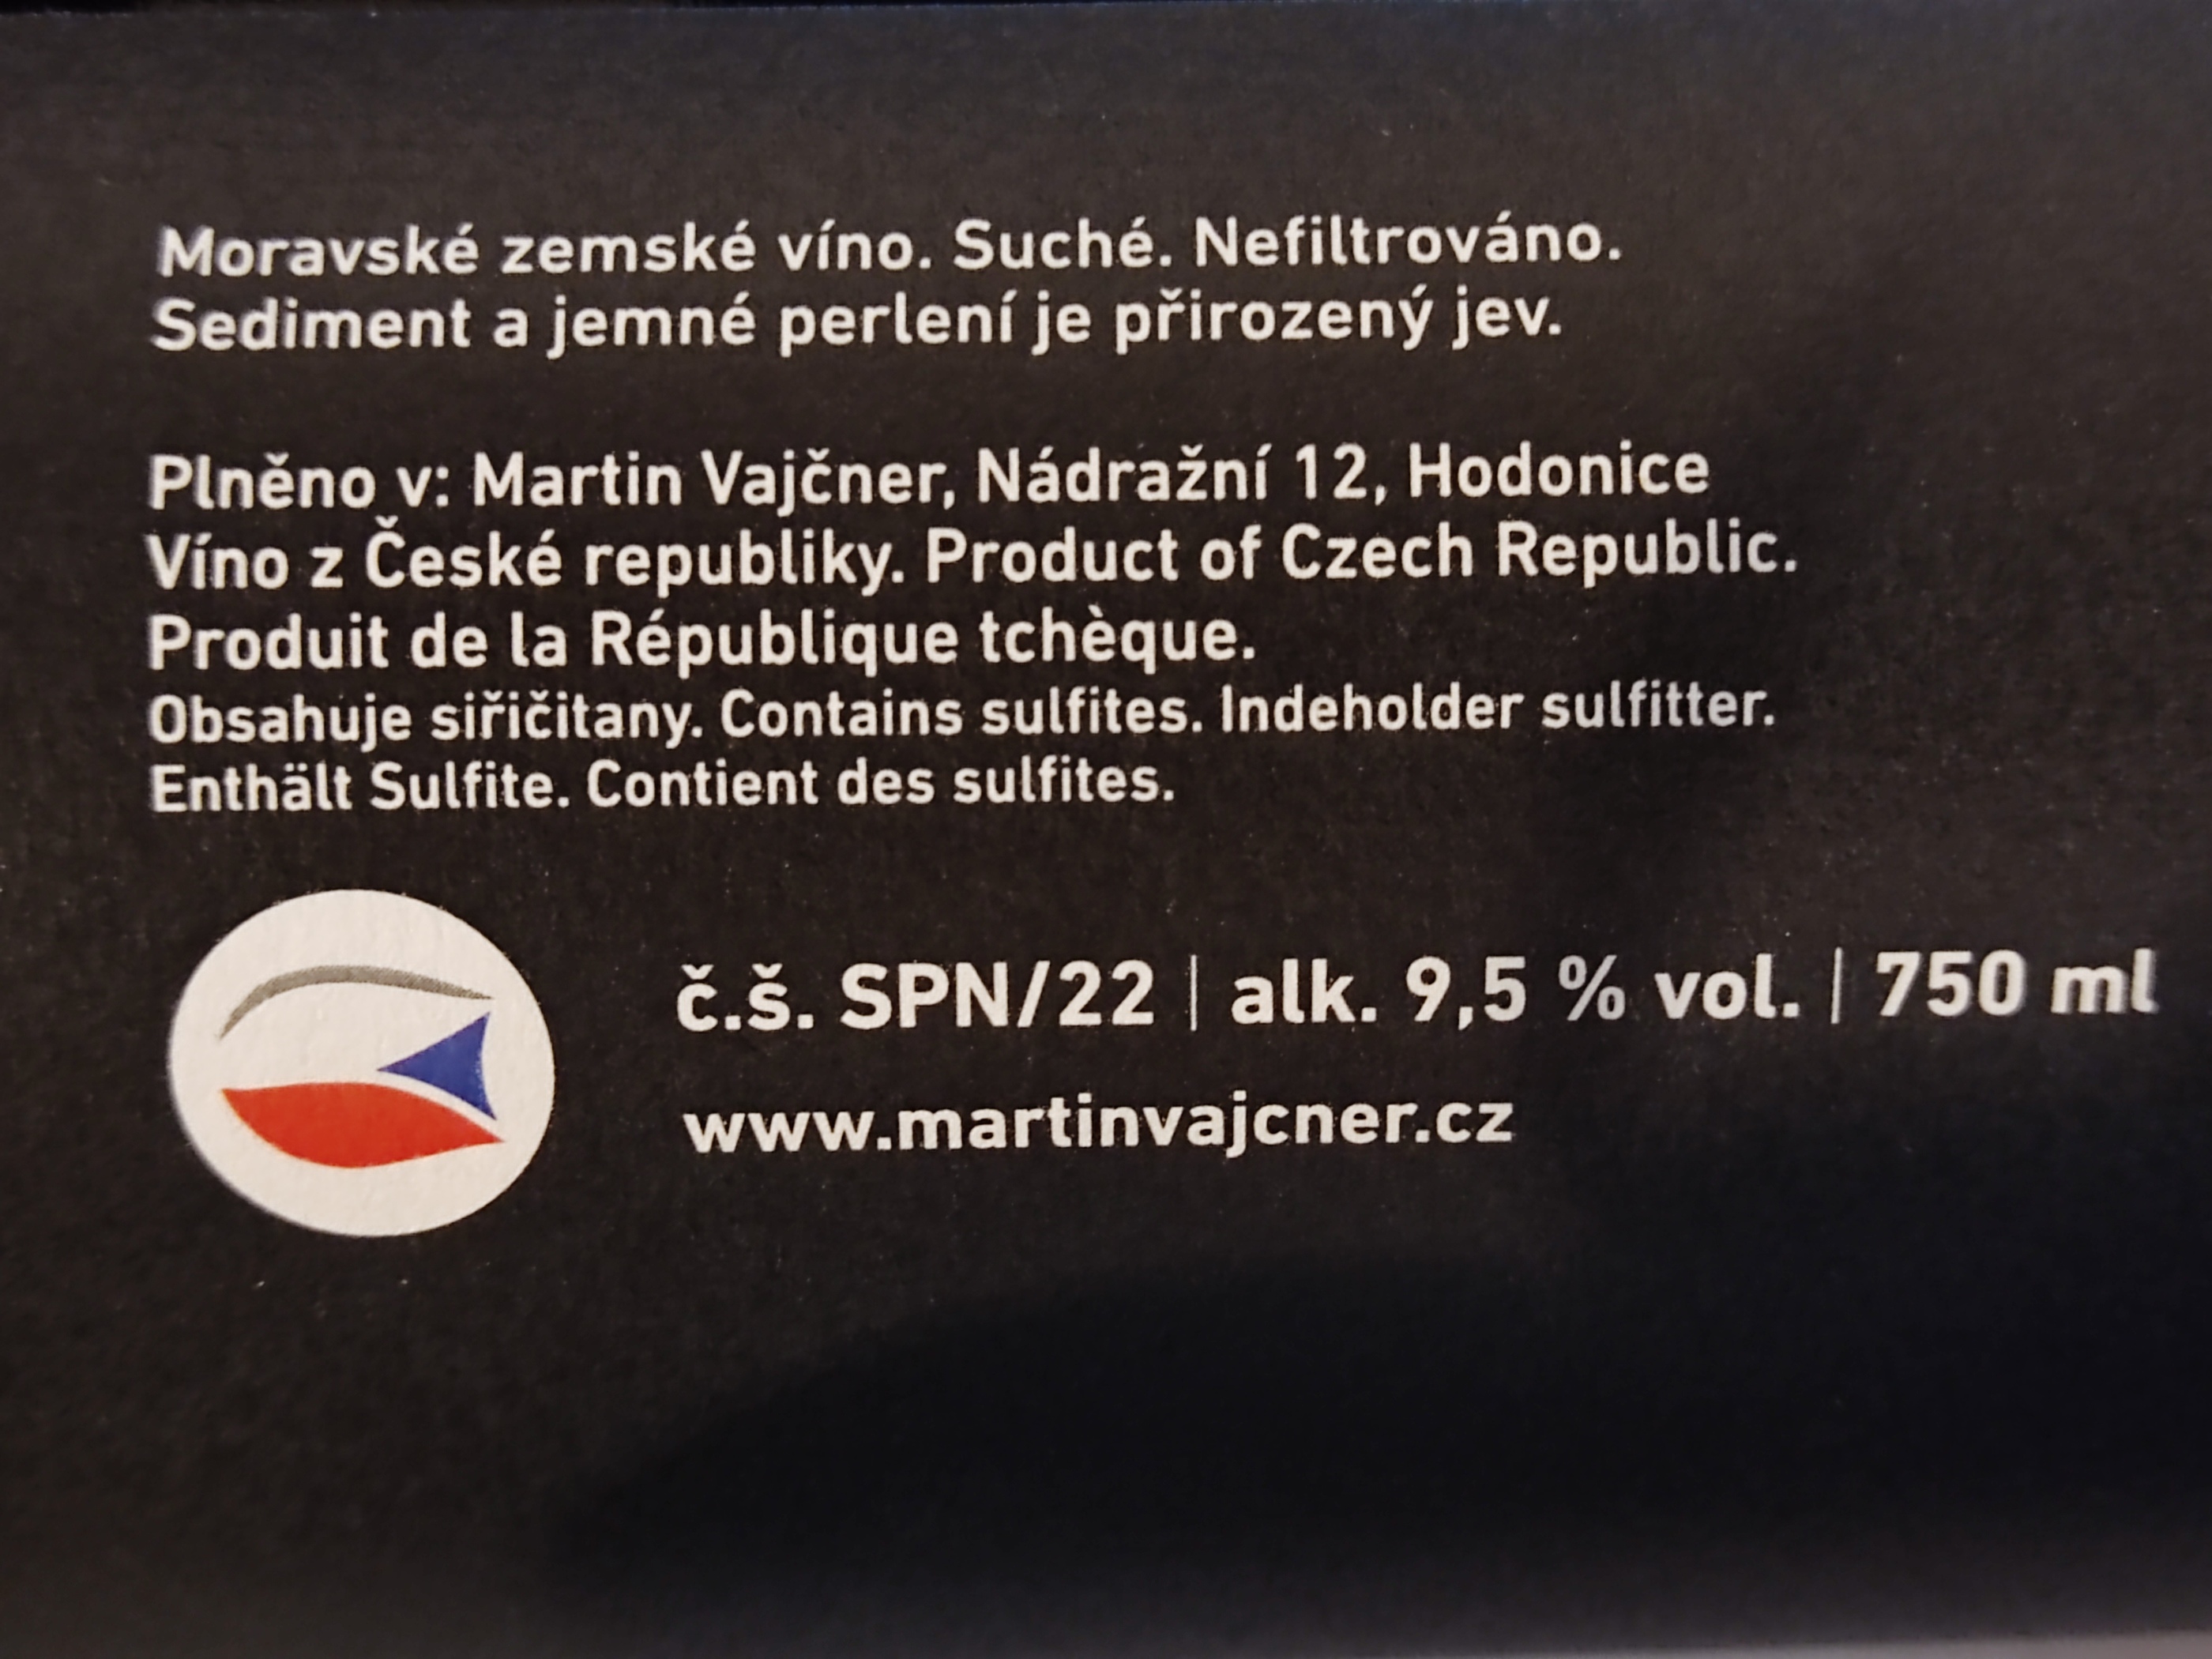 Moravské zemské víno. Suché. Nefiltrováno.
Sediment a jemné perlení je přirozený jev.
Plněno v: Martin Vajčner, Nádražní 12, Hodonice
Víno z České republiky. Product of Czech Republic.
Produit de la République tchèque.
Obsahuje siřičitany. Contains sulfites. Indeholder sulfitter.
Enthält Sulfite. Contient des sulfites.
č.š. SPN/22 | alk. 9,5 % vol. | 750 ml
www.martinvajcner.cz